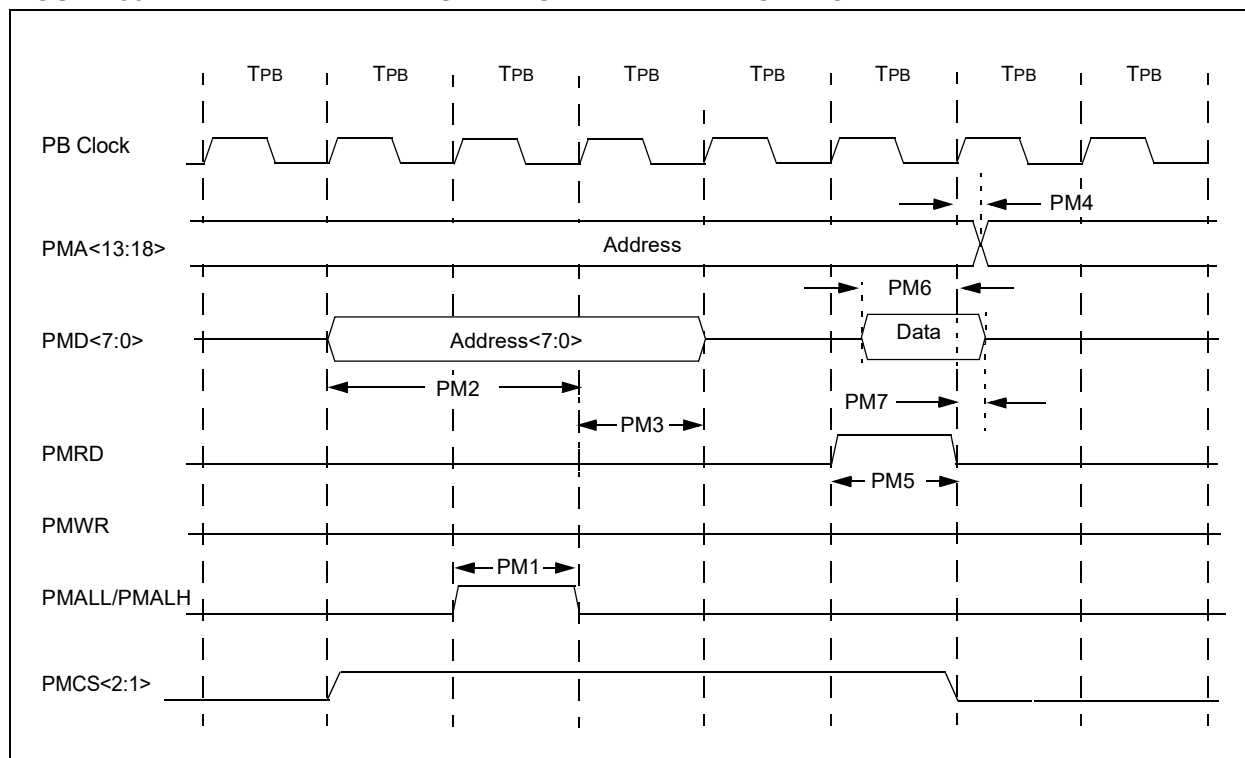 TPB TPB TPB TPB TPB TPB TPB TPB
PB Clock
PM4
PMA<13:18>
Address
PM6
PMD<7:0>
Address<7:0>
Data
PM2
PM7
PM3
PMRD
PM5
PMWR
PM1
PMALL/PMALH
PMCS<2:1>